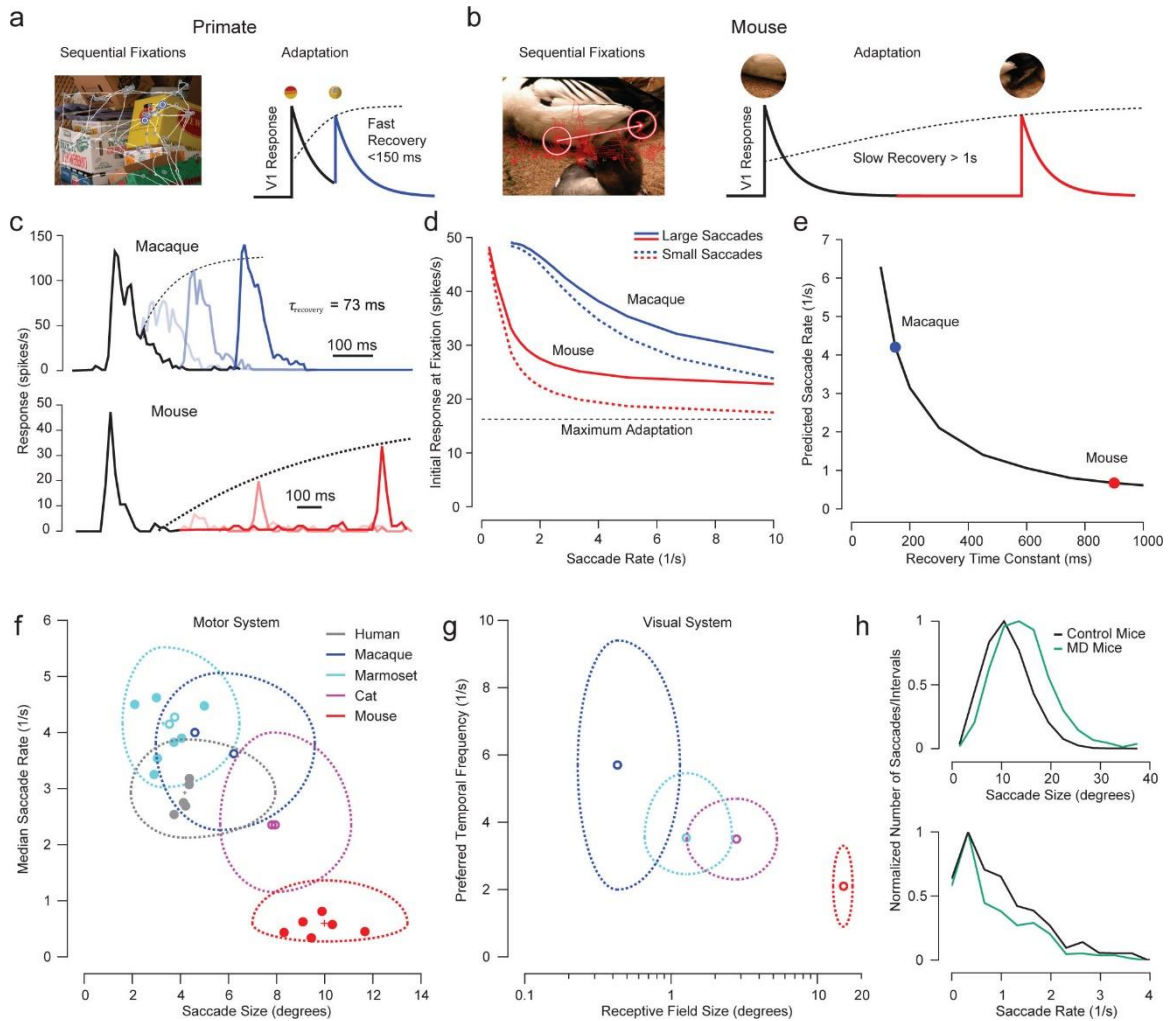 a
Primate
Sequential Fixations
Adaptation
V1 Response
Fast
Recovery
<150 ms
b
Mouse
Sequential Fixations
Adaptation
V1 Response
Slow Recovery > 1s
c
Response (spikes/s)
150
100
50
0
Macaque
τrecovery = 73 ms
100 ms
50
40
30
20
10
0
Mouse
100 ms
d
Initial Response at Fixation (spikes/s)
50
40
30
20
10
0
Large Saccades
Small Saccades
Macaque
Mouse
Maximum Adaptation
0 2 4 6 8 10
Saccade Rate (1/s)
e
Predicted Saccade Rate (1/s)
7
6
5
4
3
2
1
0
Macaque
Mouse
0 200 400 600 800 1000
Recovery Time Constant (ms)
f
Motor System
Median Saccade Rate (1/s)
6
5
4
3
2
1
0
Human
Macaque
Marmoset
Cat
Mouse
0 2 4 6 8 10 12 14
Saccade Size (degrees)
g
Visual System
Preferred Temporal Frequency (1/s)
10
8
6
4
2
0
0.1 1 10 20
Receptive Field Size (degrees)
h
Normalized Number of Saccades/Intervals
1
0.5
0
Control Mice
MD Mice
0 10 20 30 40
Saccade Size (degrees)
1
0.5
0
0 1 2 3 4
Saccade Rate (1/s)